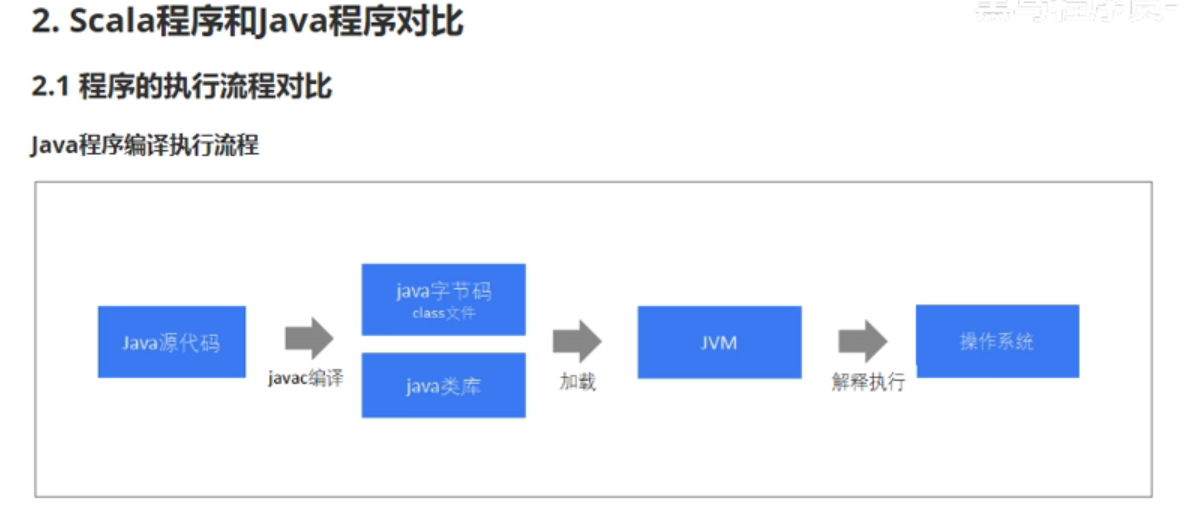 2. Scala程序和Java程序对比
2.1 程序的执行流程对比
Java程序编译执行流程
Java源代码
javac编译
java字节码
class文件
java类库
加载
JVM
解释执行
操作系统